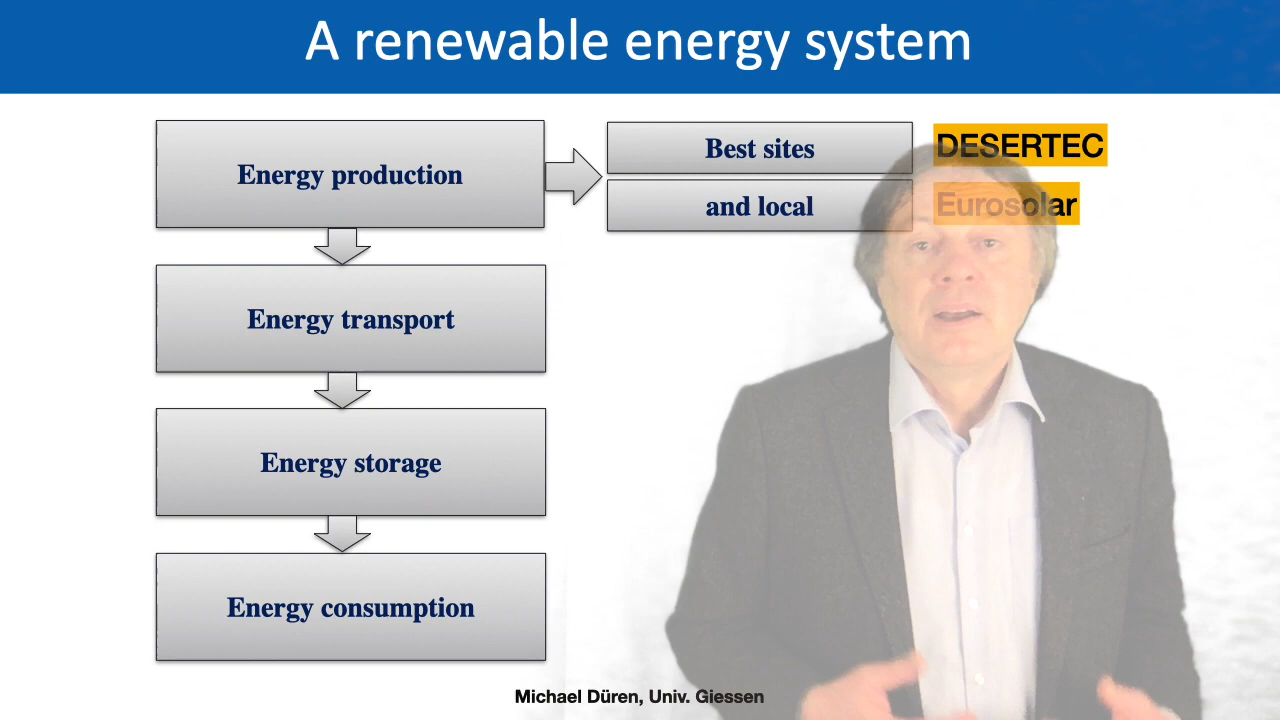 A renewable energy system
Energy production
Best sites
DESERTEC
and local
Eurosolar
Energy transport
Energy storage
Energy consumption
Michael Düren, Univ. Giessen